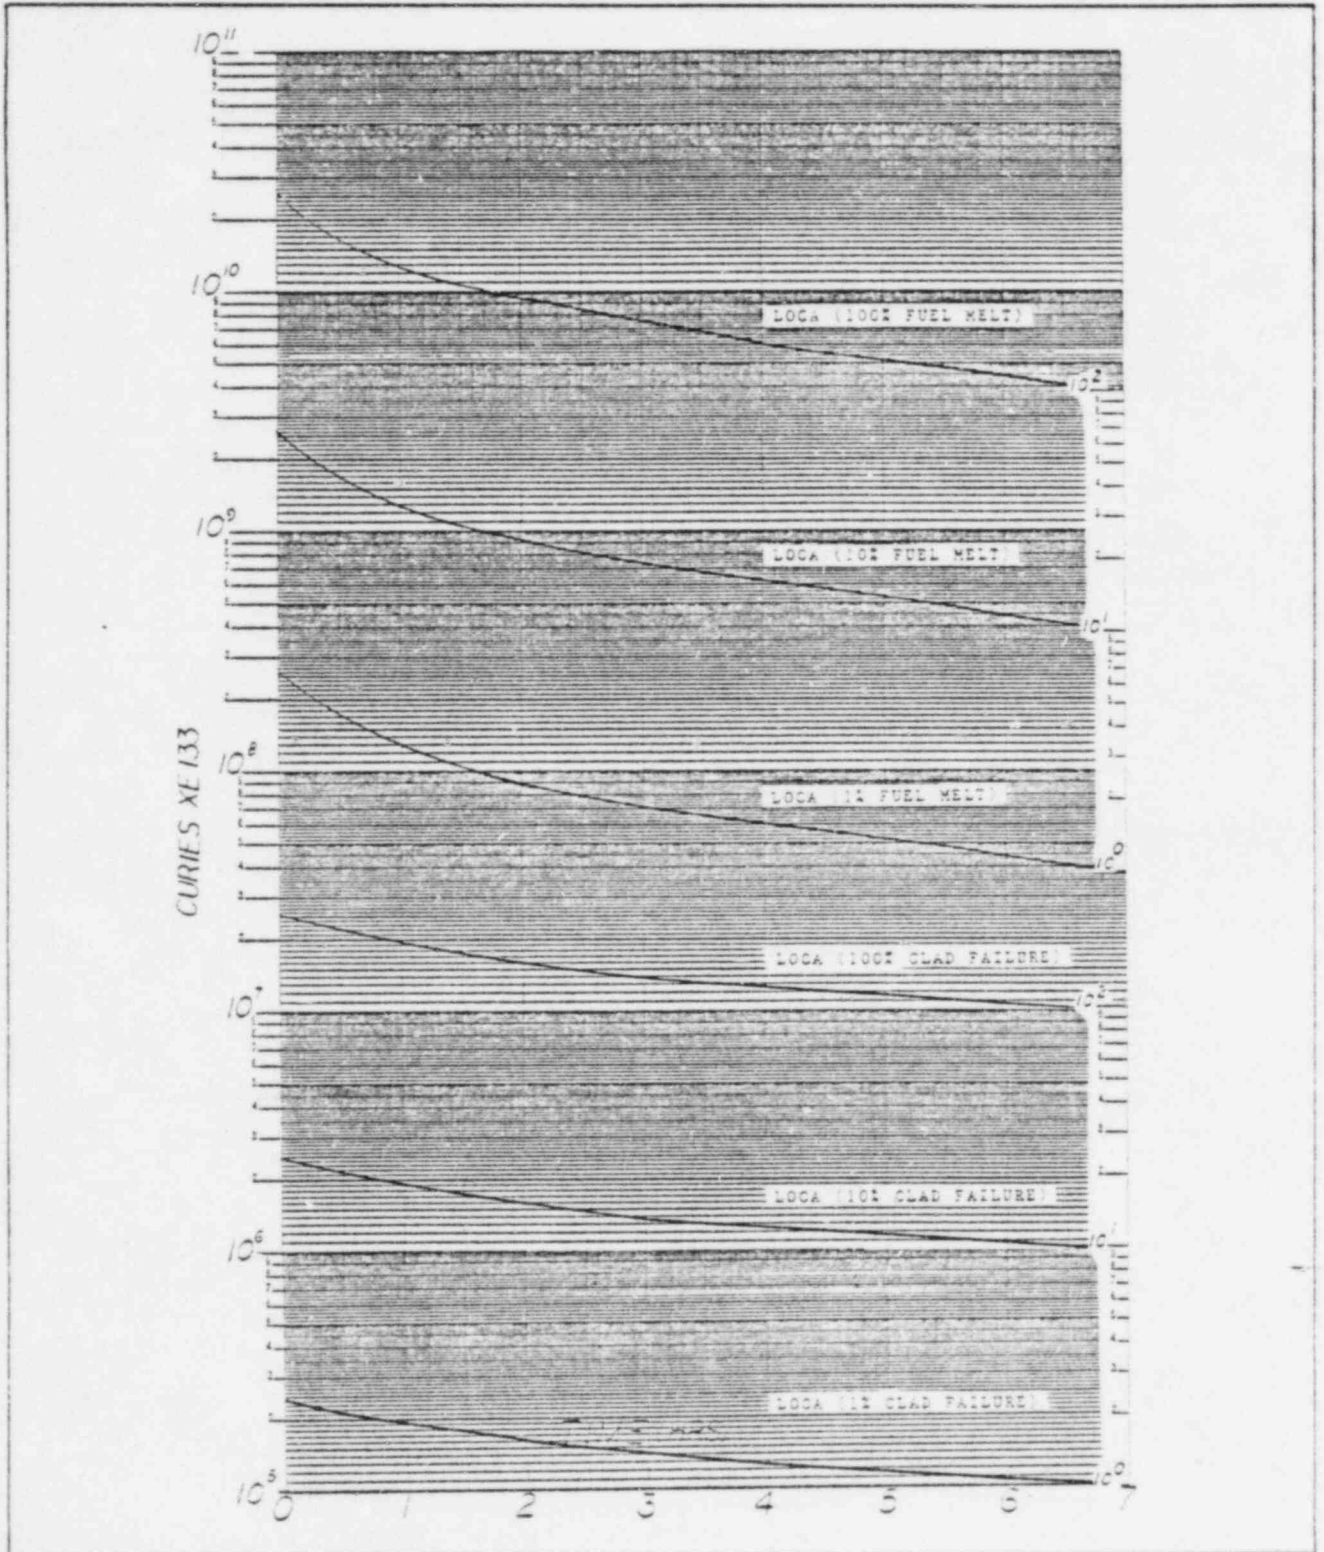 10^11
10^10
LOCA (100% FUEL MELT)
10^2
10^9
LOCA (10% FUEL MELT)
10^1
CURIES XE 133
10^8
LOCA (1% FUEL MELT)
10^0
LOCA (100% CLAD FAILURE)
10^2
10^7
LOCA (10% CLAD FAILURE)
10^1
10^6
LOCA (1% CLAD FAILURE)
TIME HRS
10^0
10^5
0 1 2 3 4 5 6 7